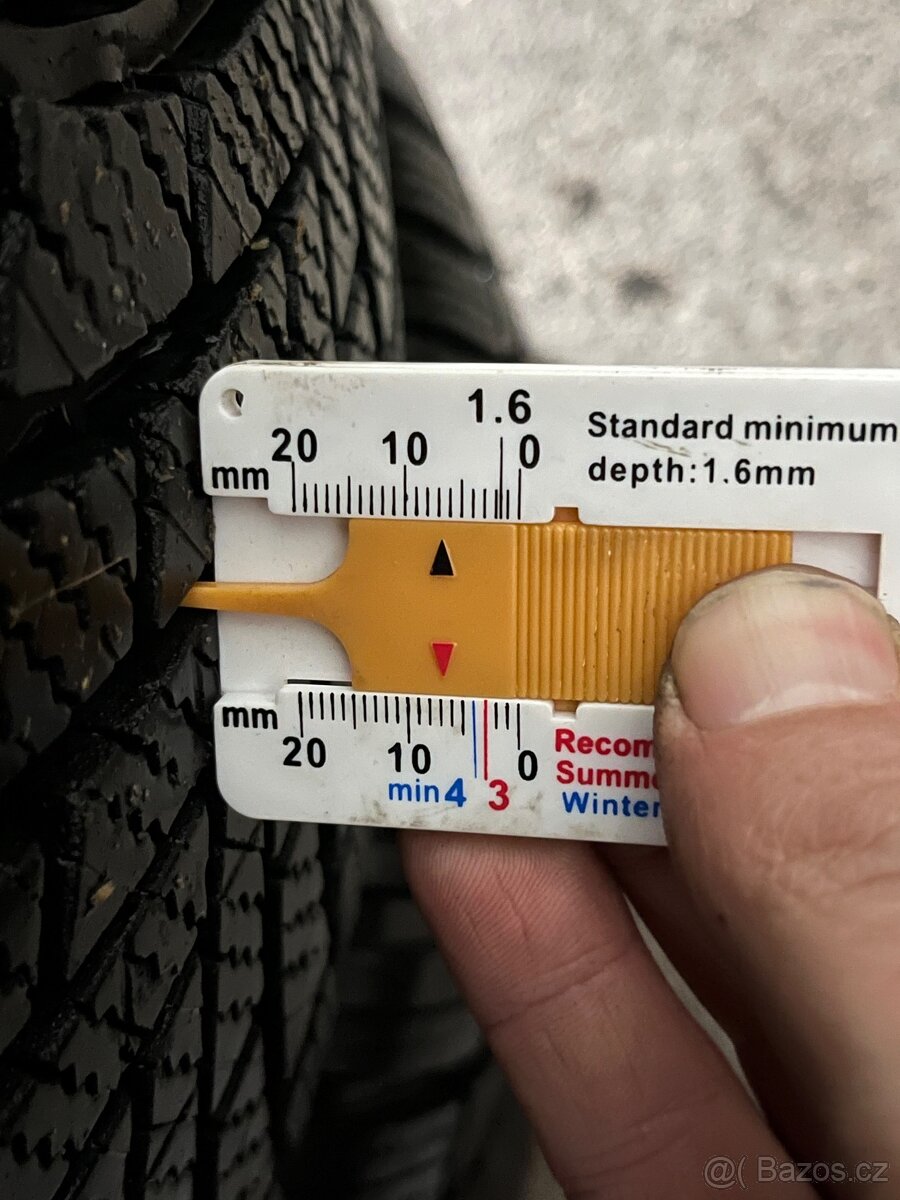 1.6
20 10 0
mm
Standard minimum
depth:1.6mm
mm
20 10 0
min4 3
Recom
Summe
Winter
@( Bazos.cz